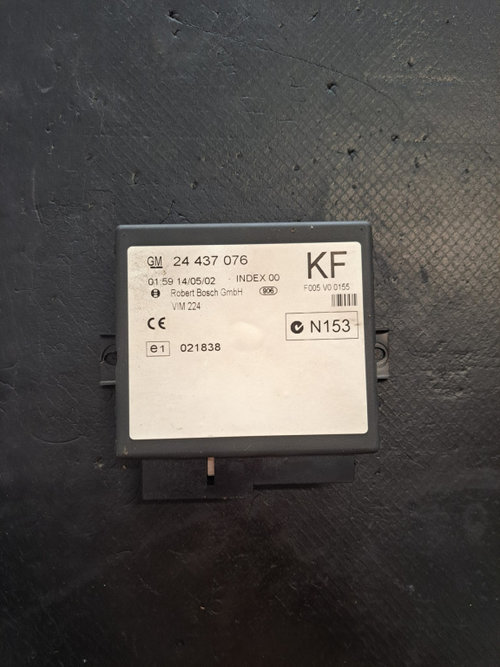 GM 24 437 076
KF
01:59 14/05/02 INDEX 00
F005 V0 0155
Robert Bosch GmbH 906
VIM 224
CE
N153
e1 021838